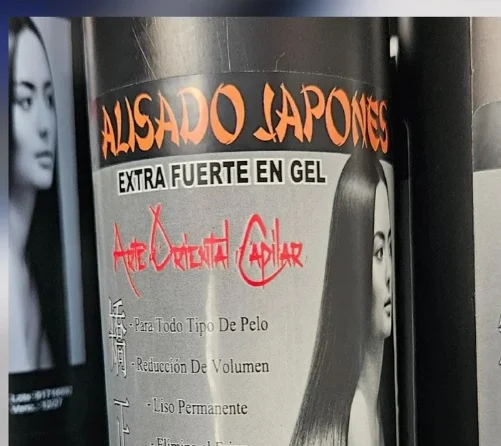 ALISADO JAPONES
EXTRA FUERTE EN GEL
Arte Oriental Capilar
- Para Todo Tipo De Pelo
- Reducción De Volumen
- Liso Permanente